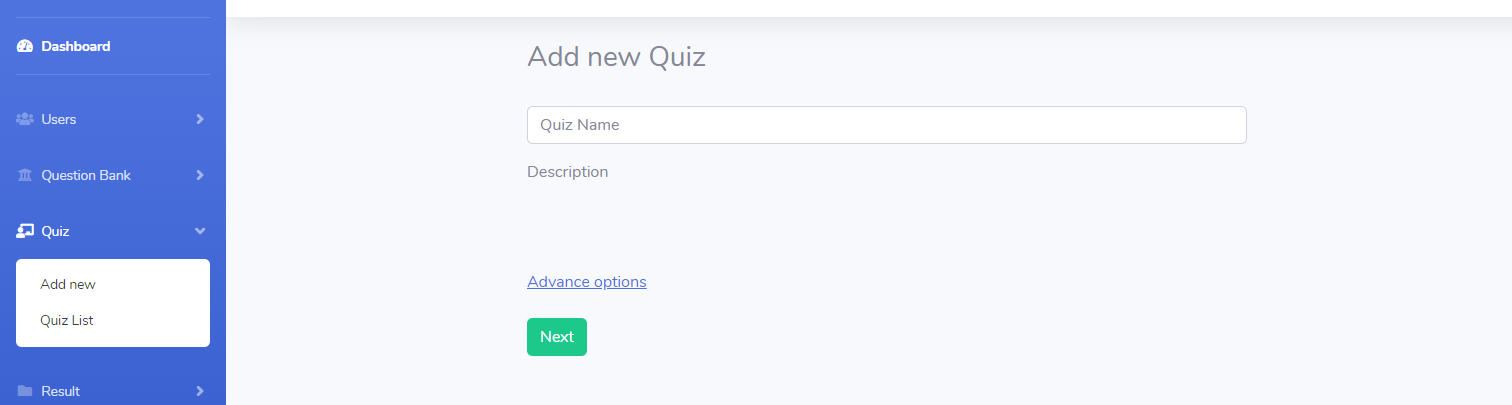 Dashboard
Users
Question Bank
Quiz
Add new
Quiz List
Result
Add new Quiz
Quiz Name
Description
Advance options
Next